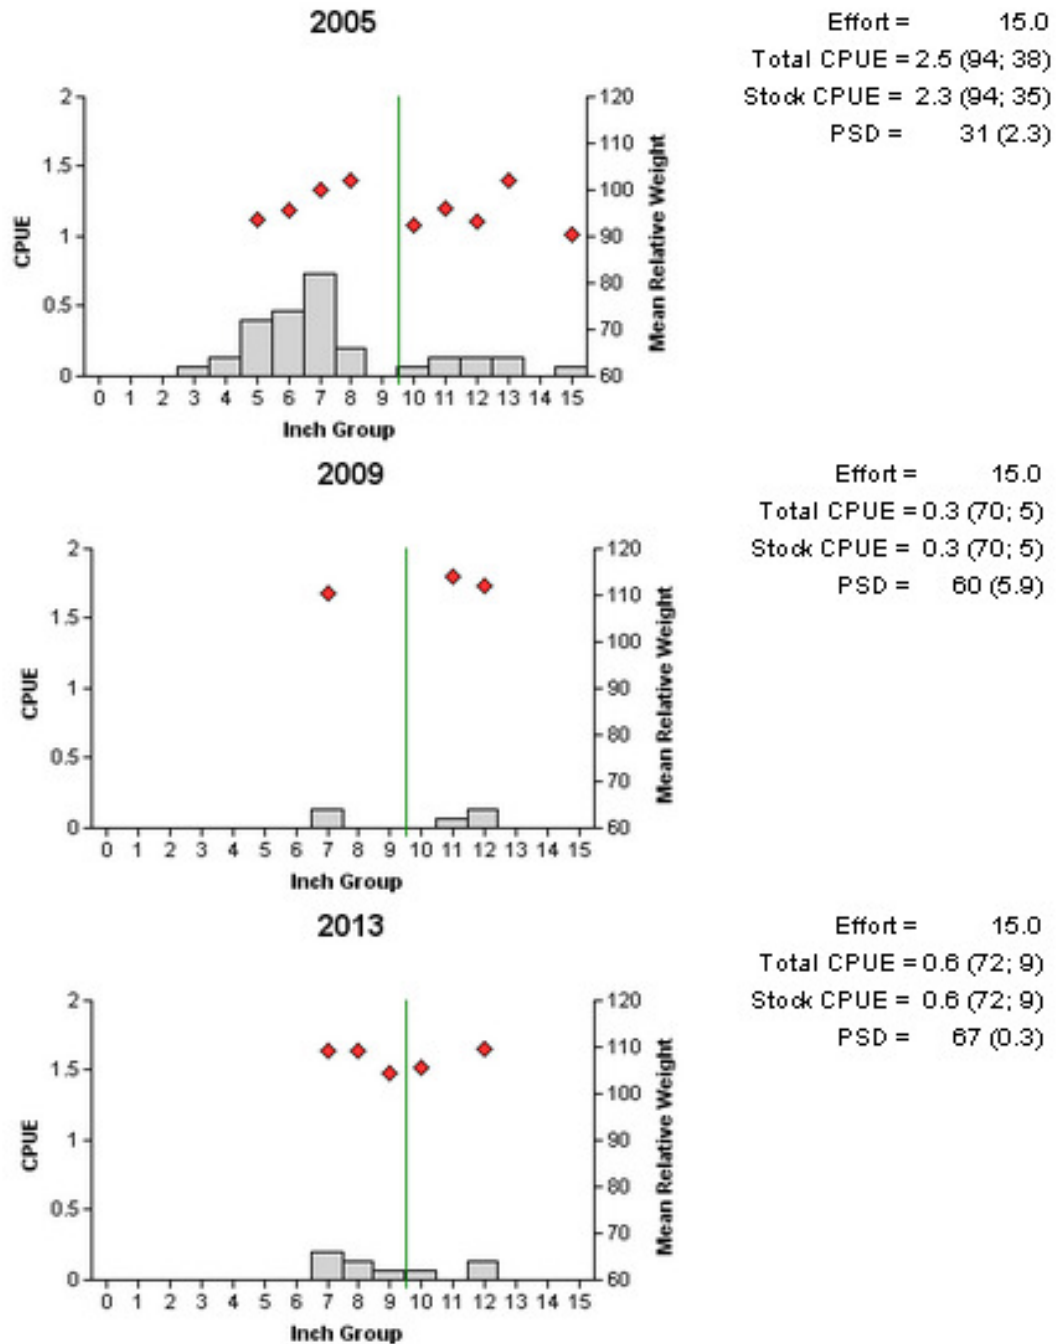 2005
Effort = 15.0
Total CPUE = 2.5 (94; 38)
Stock CPUE = 2.3 (94; 35)
PSD = 31 (2.3)
2 120
110
1.5 100
1 90
80
0.5 70
0 60
CPUE
Mean Relative Weight
0 1 2 3 4 5 6 7 8 9 10 11 12 13 14 15
Inch Group
2009
Effort = 15.0
Total CPUE = 0.3 (70; 5)
Stock CPUE = 0.3 (70; 5)
PSD = 60 (5.9)
2 120
110
1.5 100
1 90
80
0.5 70
0 60
CPUE
Mean Relative Weight
0 1 2 3 4 5 6 7 8 9 10 11 12 13 14 15
Inch Group
2013
Effort = 15.0
Total CPUE = 0.6 (72; 9)
Stock CPUE = 0.6 (72; 9)
PSD = 67 (0.3)
2 120
110
1.5 100
1 90
80
0.5 70
0 60
CPUE
Mean Relative Weight
0 1 2 3 4 5 6 7 8 9 10 11 12 13 14 15
Inch Group